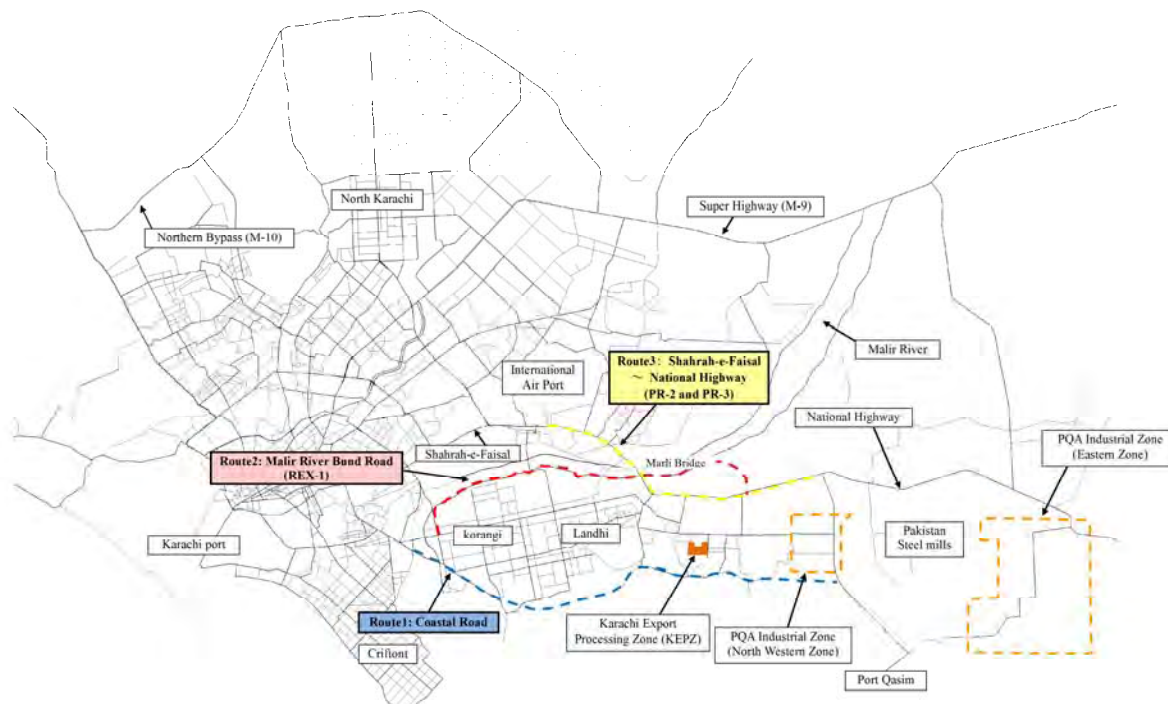 North Karachi
Super Highway (M-9)
Northern Bypass (M-10)
Malir River
International
Air Port
Route3: Shahrah-e-Faisal
～ National Highway
(PR-2 and PR-3)
National Highway
PQA Industrial Zone
(Eastern Zone)
Shahrah-e-Faisal
Route2: Malir River Bund Road
(REX-1)
Marli Bridge
korangi
Landhi
Pakistan
Steel mills
Karachi port
Route1: Coastal Road
Karachi Export
Processing Zone (KEPZ)
PQA Industrial Zone
(North Western Zone)
Crifiont
Port Qasim